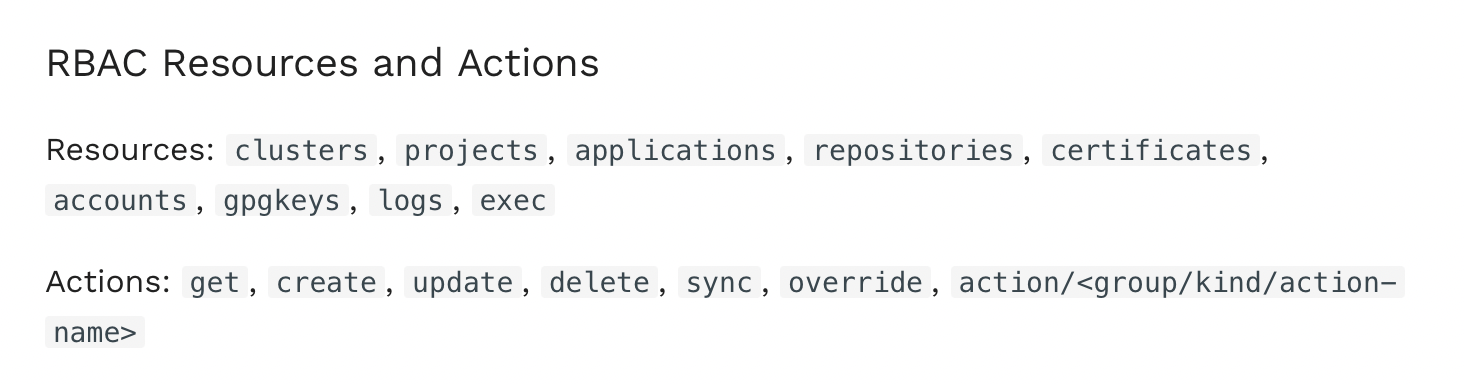 RBAC Resources and Actions
Resources: clusters, projects, applications, repositories, certificates,
accounts, gpgkeys, logs, exec
Actions: get, create, update, delete, sync, override, action/<group/kind/action-
name>